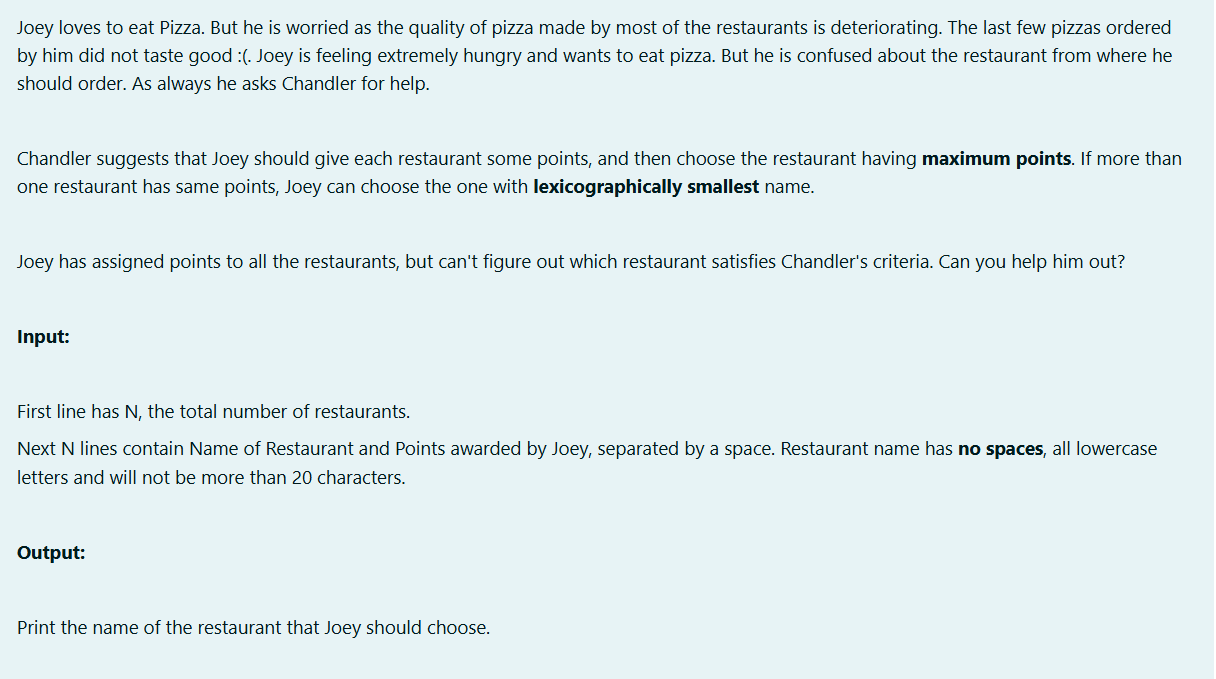 Joey loves to eat Pizza. But he is worried as the quality of pizza made by most of the restaurants is deteriorating. The last few pizzas ordered
by him did not taste good :(. Joey is feeling extremely hungry and wants to eat pizza. But he is confused about the restaurant from where he
should order. As always he asks Chandler for help.
Chandler suggests that Joey should give each restaurant some points, and then choose the restaurant having maximum points. If more than
one restaurant has same points, Joey can choose the one with lexicographically smallest name.
Joey has assigned points to all the restaurants, but can't figure out which restaurant satisfies Chandler's criteria. Can you help him out?
Input:
First line has N, the total number of restaurants.
Next N lines contain Name of Restaurant and Points awarded by Joey, separated by a space. Restaurant name has no spaces, all lowercase
letters and will not be more than 20 characters.
Output:
Print the name of the restaurant that Joey should choose.